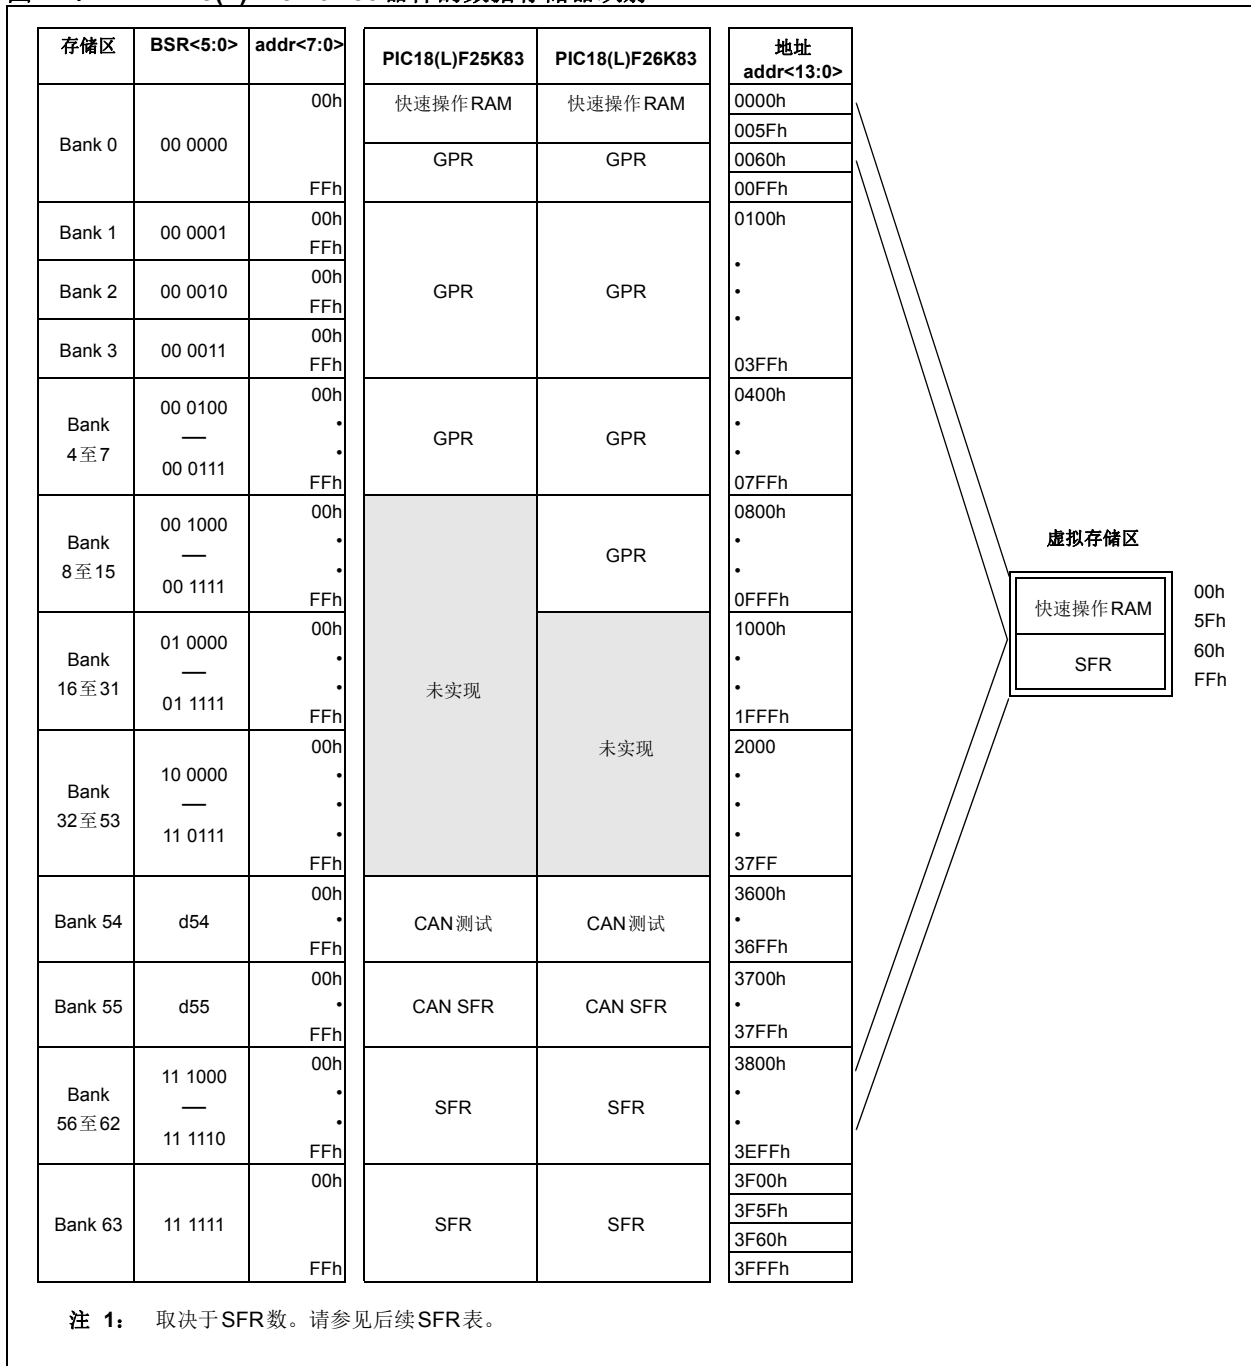 存储区 BSR<5:0> addr<7:0> PIC18(L)F25K83 PIC18(L)F26K83 地址 addr<13:0>
00h 快速操作RAM 快速操作RAM 0000h
005Fh
Bank 0 00 0000
GPR GPR 0060h
FFh 00FFh
00h 0100h
Bank 1 00 0001
FFh
•
00h
Bank 2 00 0010 GPR GPR •
FFh
•
00h
Bank 3 00 0011
FFh 03FFh
00h 0400h
00 0100
Bank • •
— GPR GPR
4至7 • •
00 0111
FFh 07FFh
00h 0800h
00 1000
Bank • •
— GPR
8至15 • •
00 1111
FFh 0FFFh
00h 1000h
01 0000
Bank • •
—
16至31 • 未实现 •
01 1111
FFh 1FFFh
00h 未实现 2000
10 0000 • •
Bank
— • •
32至53
11 0111 • •
FFh 37FF
00h 3600h
Bank 54 d54 • CAN测试 CAN测试 •
FFh 36FFh
00h 3700h
Bank 55 d55 • CAN SFR CAN SFR •
FFh 37FFh
00h 3800h
11 1000
Bank • •
— SFR SFR
56至62 • •
11 1110
FFh 3EFFh
00h 3F00h
3F5Fh
Bank 63 11 1111 SFR SFR
3F60h
FFh 3FFFh
虚拟存储区
快速操作RAM 00h
5Fh
SFR 60h
FFh
注 1： 取决于SFR数。请参见后续SFR表。